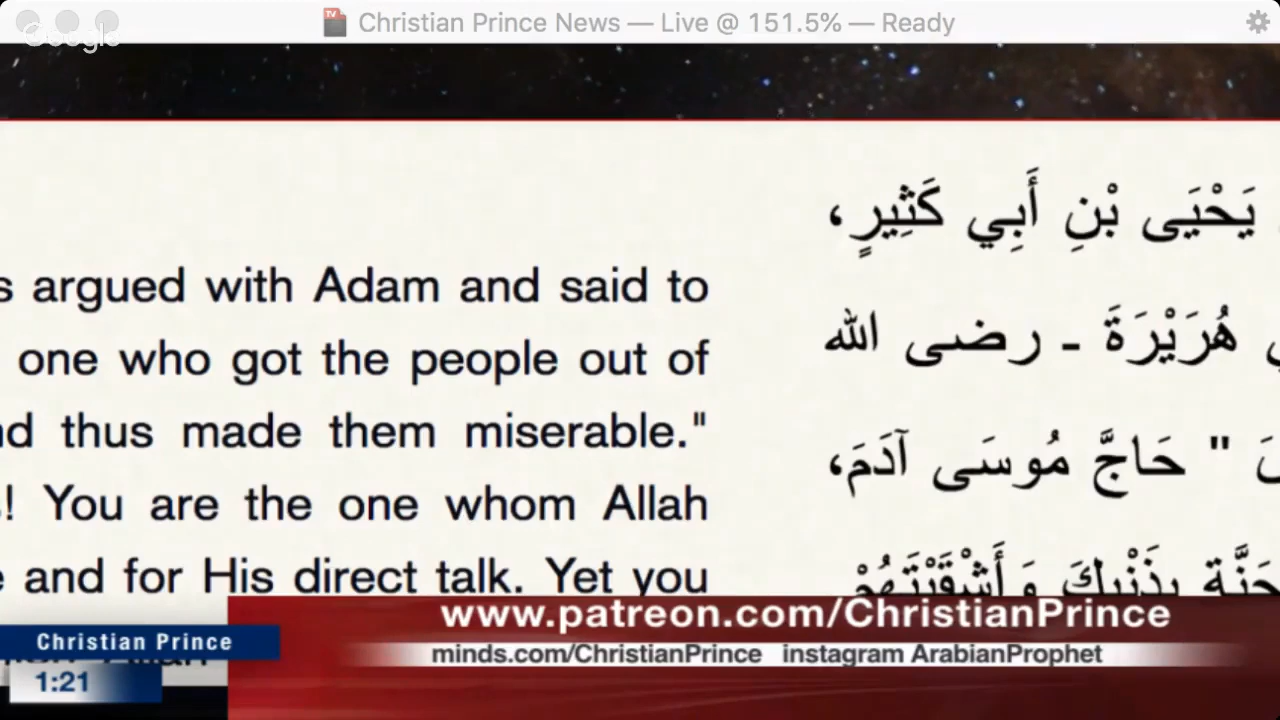 Christian Prince News — Live @ 151.5% — Ready
Google
يَحْيَى بْنِ أَبِي كَثِيرٍ،
argued with Adam and said to
هُرَيْرَةَ ـ رضى الله
one who got the people out of
thus made them miserable."
" حَاجَّ مُوسَى آدَمَ،
! You are the one whom Allah
and for His direct talk. Yet you
بِذَنْبِكَ وَأَشْقَيْتَهُمْ
www.patreon.com/ChristianPrince
Christian Prince
minds.com/ChristianPrince instagram ArabianProphet
1:21